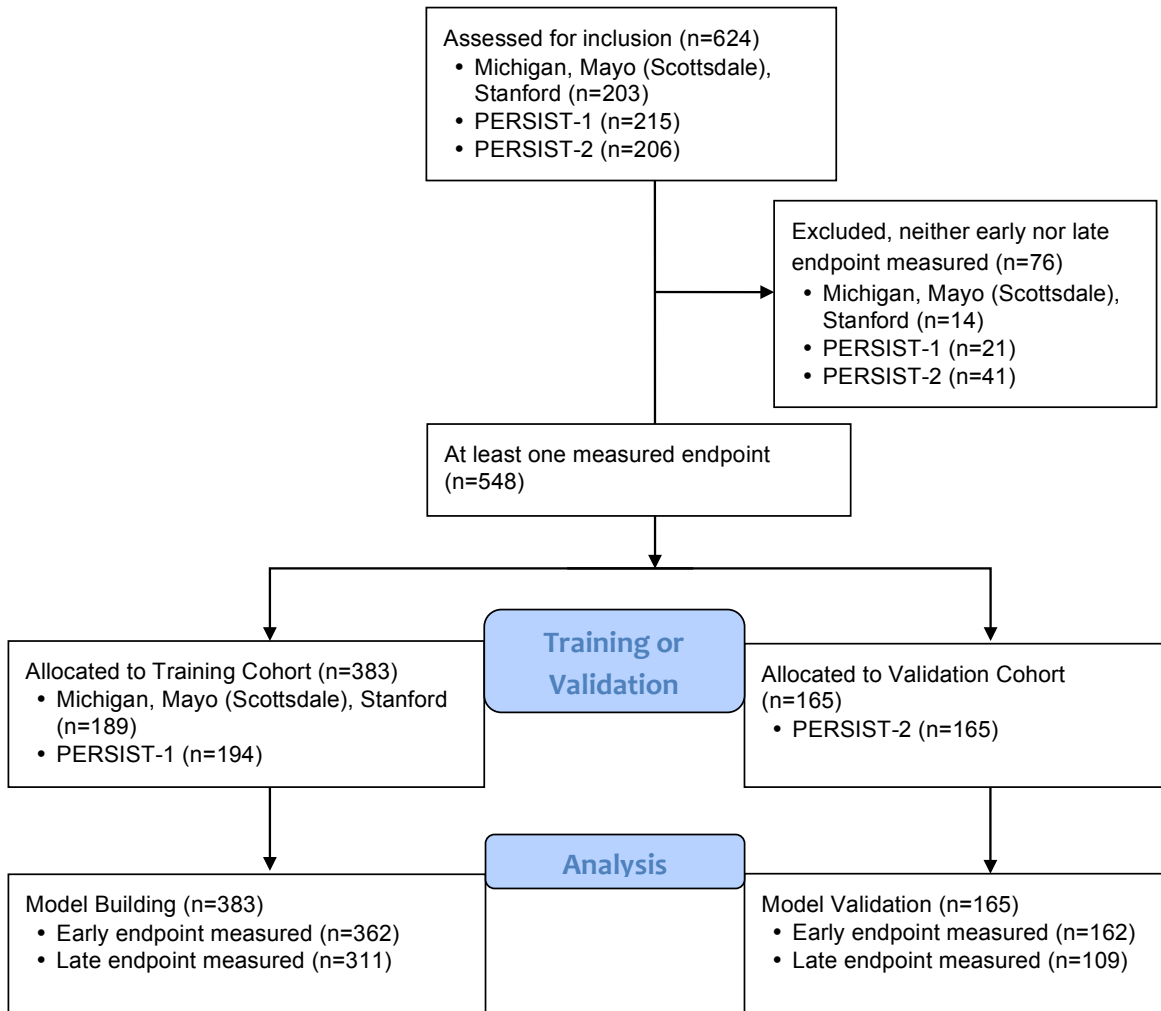 Assessed for inclusion (n=624)
• Michigan, Mayo (Scottsdale),
Stanford (n=203)
• PERSIST-1 (n=215)
• PERSIST-2 (n=206)
Excluded, neither early nor late
endpoint measured (n=76)
• Michigan, Mayo (Scottsdale),
Stanford (n=14)
• PERSIST-1 (n=21)
• PERSIST-2 (n=41)
At least one measured endpoint
(n=548)
Training or
Validation
Allocated to Training Cohort (n=383)
• Michigan, Mayo (Scottsdale), Stanford
(n=189)
• PERSIST-1 (n=194)
Allocated to Validation Cohort
(n=165)
• PERSIST-2 (n=165)
Analysis
Model Building (n=383)
• Early endpoint measured (n=362)
• Late endpoint measured (n=311)
Model Validation (n=165)
• Early endpoint measured (n=162)
• Late endpoint measured (n=109)